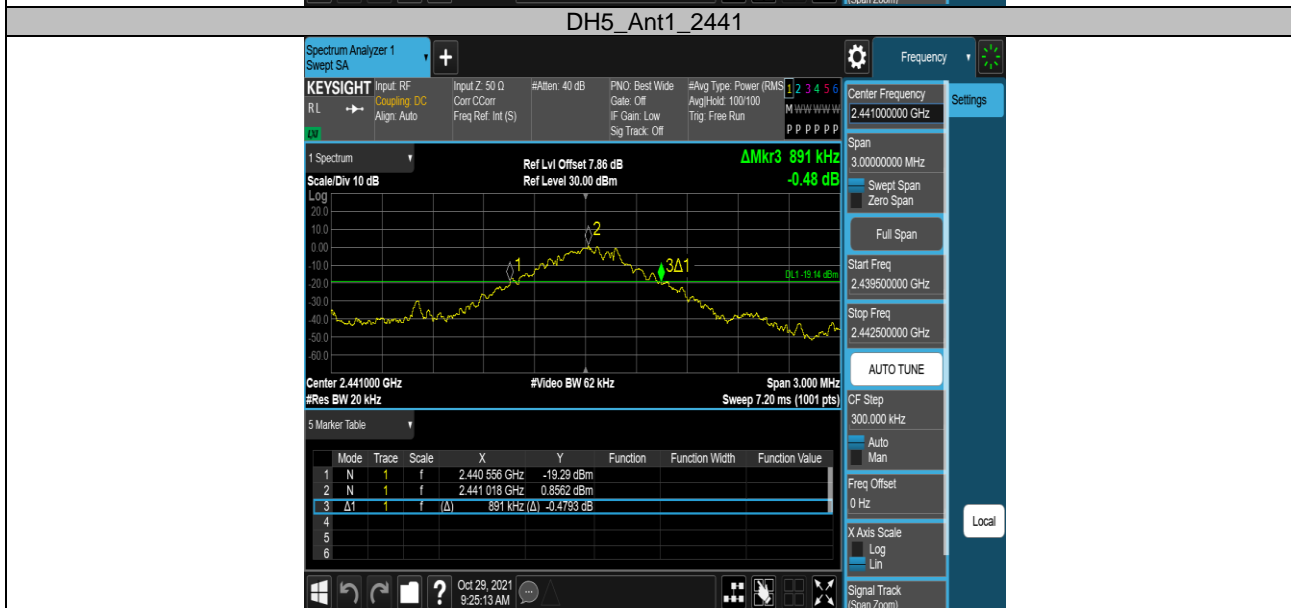 (Span Zoom)
DH5_Ant1_2441
Spectrum Analyzer 1
Swept SA
+
Frequency
KEYSIGHT
Input: RF
Input Z: 50 Ω
#Atten: 40 dB
PNO: Best Wide
#Avg Type: Power (RMS
1 2 3 4 5 6
R L
Coupling: DC
Corr CCorr
Gate: Off
Avg|Hold: 100/100
M W W W W W
Align: Auto
Freq Ref: Int (S)
IF Gain: Low
Trig: Free Run
Sig Track: Off
P P P P P P
LXI
1 Spectrum
Ref Lvl Offset 7.86 dB
ΔMkr3 891 kHz
Scale/Div 10 dB
Ref Level 30.00 dBm
-0.48 dB
Log
20.0
10.0
0.00
-10.0
-20.0
-30.0
-40.0
-50.0
-60.0
1
2
3Δ1
DL1 -19.14 dBm
Center 2.441000 GHz
#Video BW 62 kHz
Span 3.000 MHz
#Res BW 20 kHz
Sweep 7.20 ms (1001 pts)
5 Marker Table
Mode Trace Scale X Y Function Function Width Function Value
1 N 1 f 2.440 556 GHz -19.29 dBm
2 N 1 f 2.441 018 GHz 0.8562 dBm
3 Δ1 1 f (Δ) 891 kHz (Δ) -0.4793 dB
4
5
6
?
Oct 29, 2021
9:25:13 AM
Center Frequency
2.441000000 GHz
Settings
Span
3.00000000 MHz
Swept Span
Zero Span
Full Span
Start Freq
2.439500000 GHz
Stop Freq
2.442500000 GHz
AUTO TUNE
CF Step
300.000 kHz
Auto
Man
Freq Offset
0 Hz
Local
X Axis Scale
Log
Lin
Signal Track
(Span Zoom)